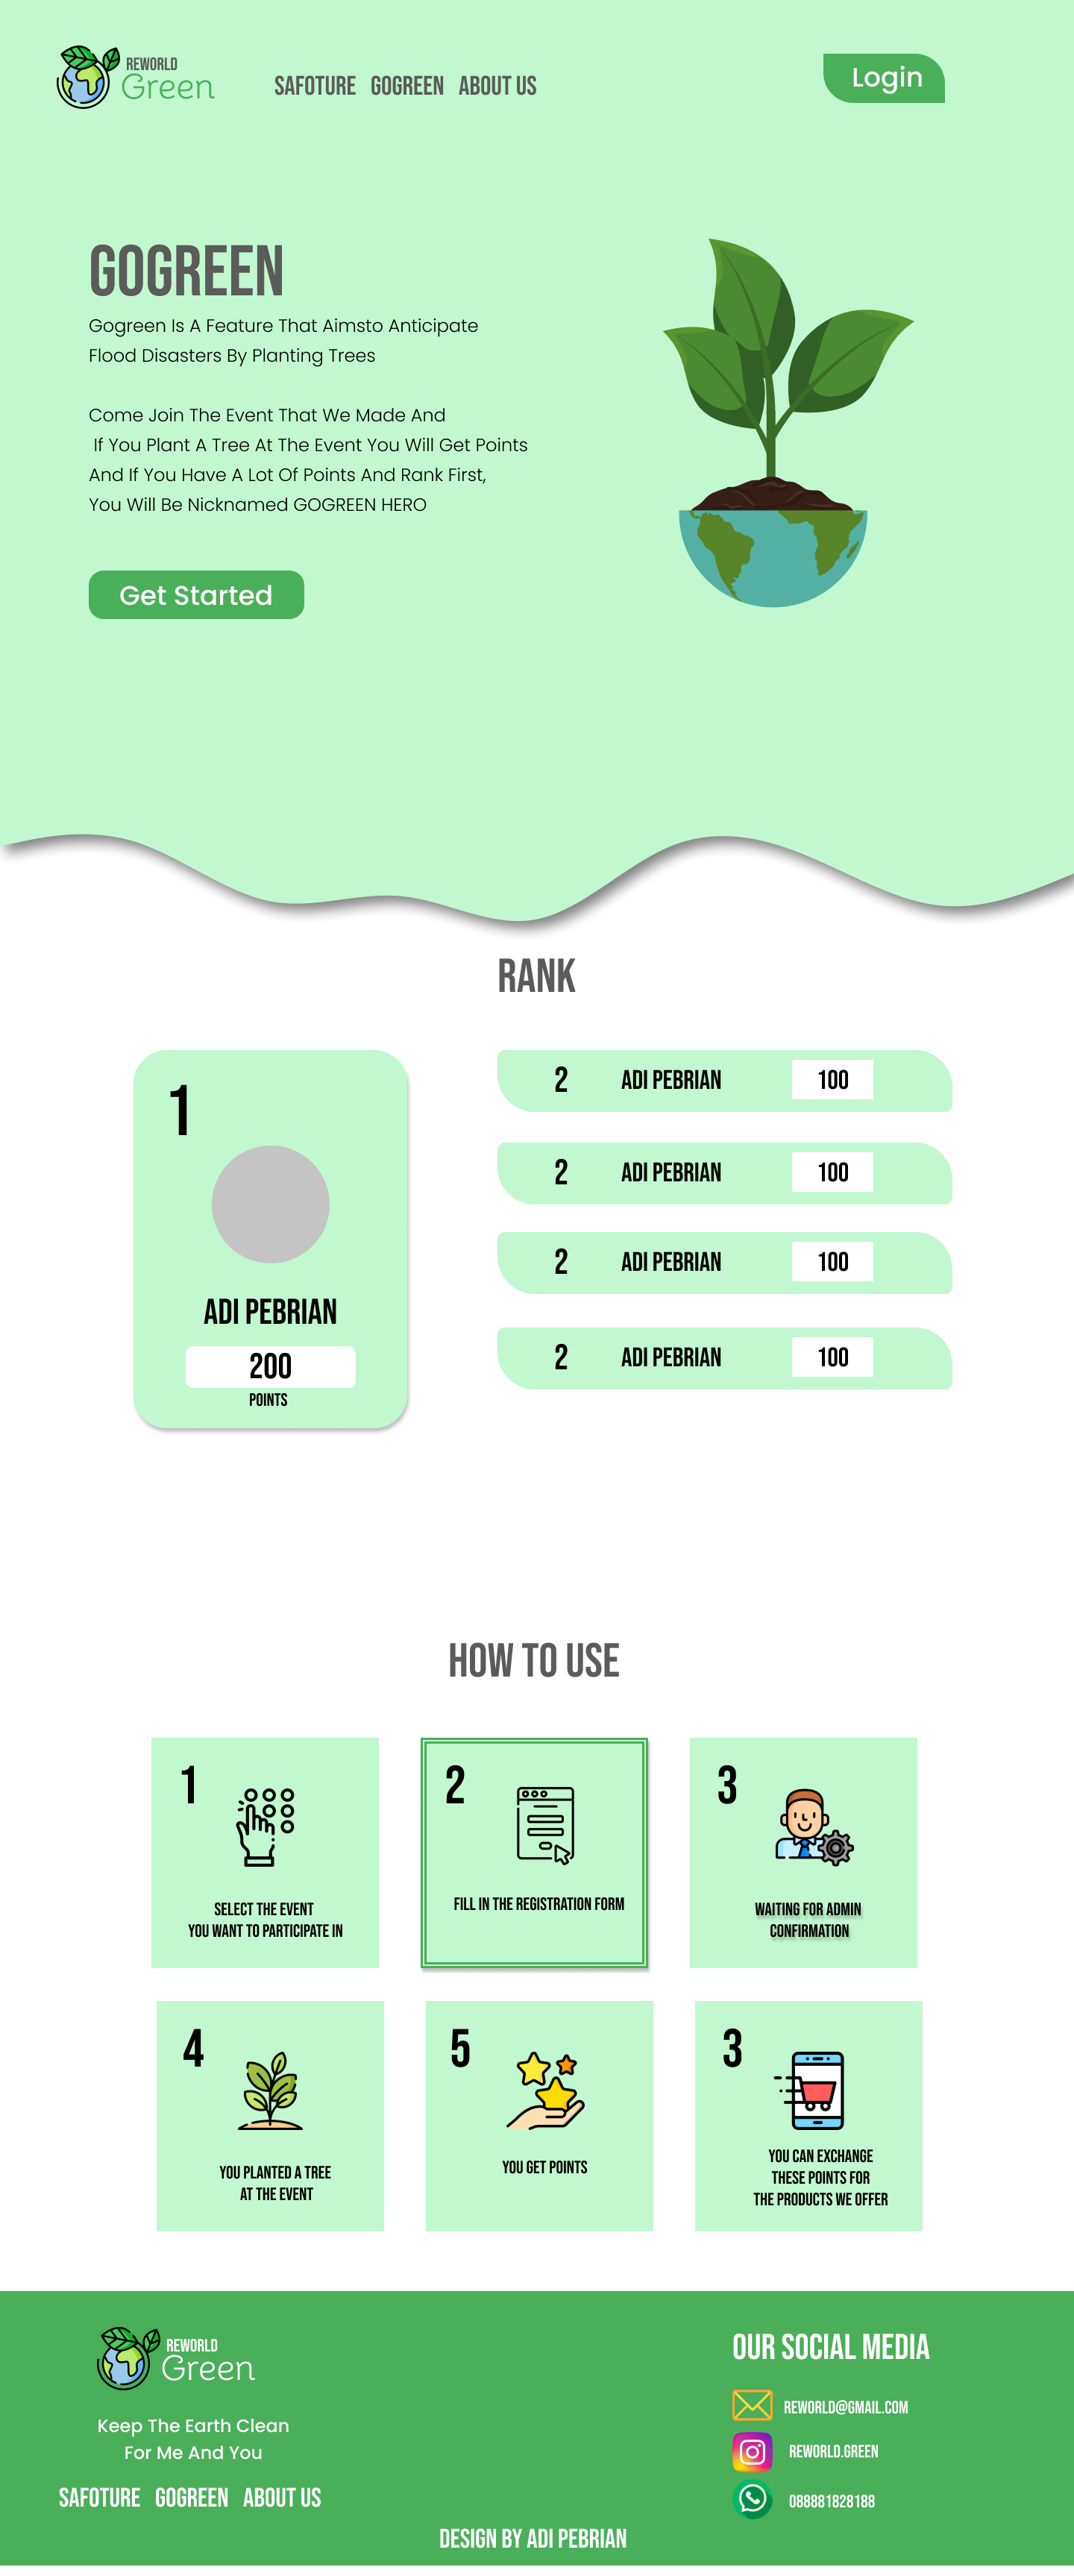 REWORLD
Green
SAFOTURE GOGREEN ABOUT US
Login
GOGREEN
Gogreen Is A Feature That Aimsto Anticipate
Flood Disasters By Planting Trees
Come Join The Event That We Made And
If You Plant A Tree At The Event You Will Get Points
And If You Have A Lot Of Points And Rank First,
You Will Be Nicknamed GOGREEN HERO
Get Started
RANK
1
ADI PEBRIAN
200
POINTS
2 ADI PEBRIAN 100
2 ADI PEBRIAN 100
2 ADI PEBRIAN 100
2 ADI PEBRIAN 100
HOW TO USE
1
SELECT THE EVENT
YOU WANT TO PARTICIPATE IN
2
FILL IN THE REGISTRATION FORM
3
WAITING FOR ADMIN
CONFIRMATION
4
YOU PLANTED A TREE
AT THE EVENT
5
YOU GET POINTS
3
YOU CAN EXCHANGE
THESE POINTS FOR
THE PRODUCTS WE OFFER
REWORLD
Green
Keep The Earth Clean
For Me And You
SAFOTURE GOGREEN ABOUT US
OUR SOCIAL MEDIA
REWORLD@GMAIL.COM
REWORLD.GREEN
088881828188
DESIGN BY ADI PEBRIAN